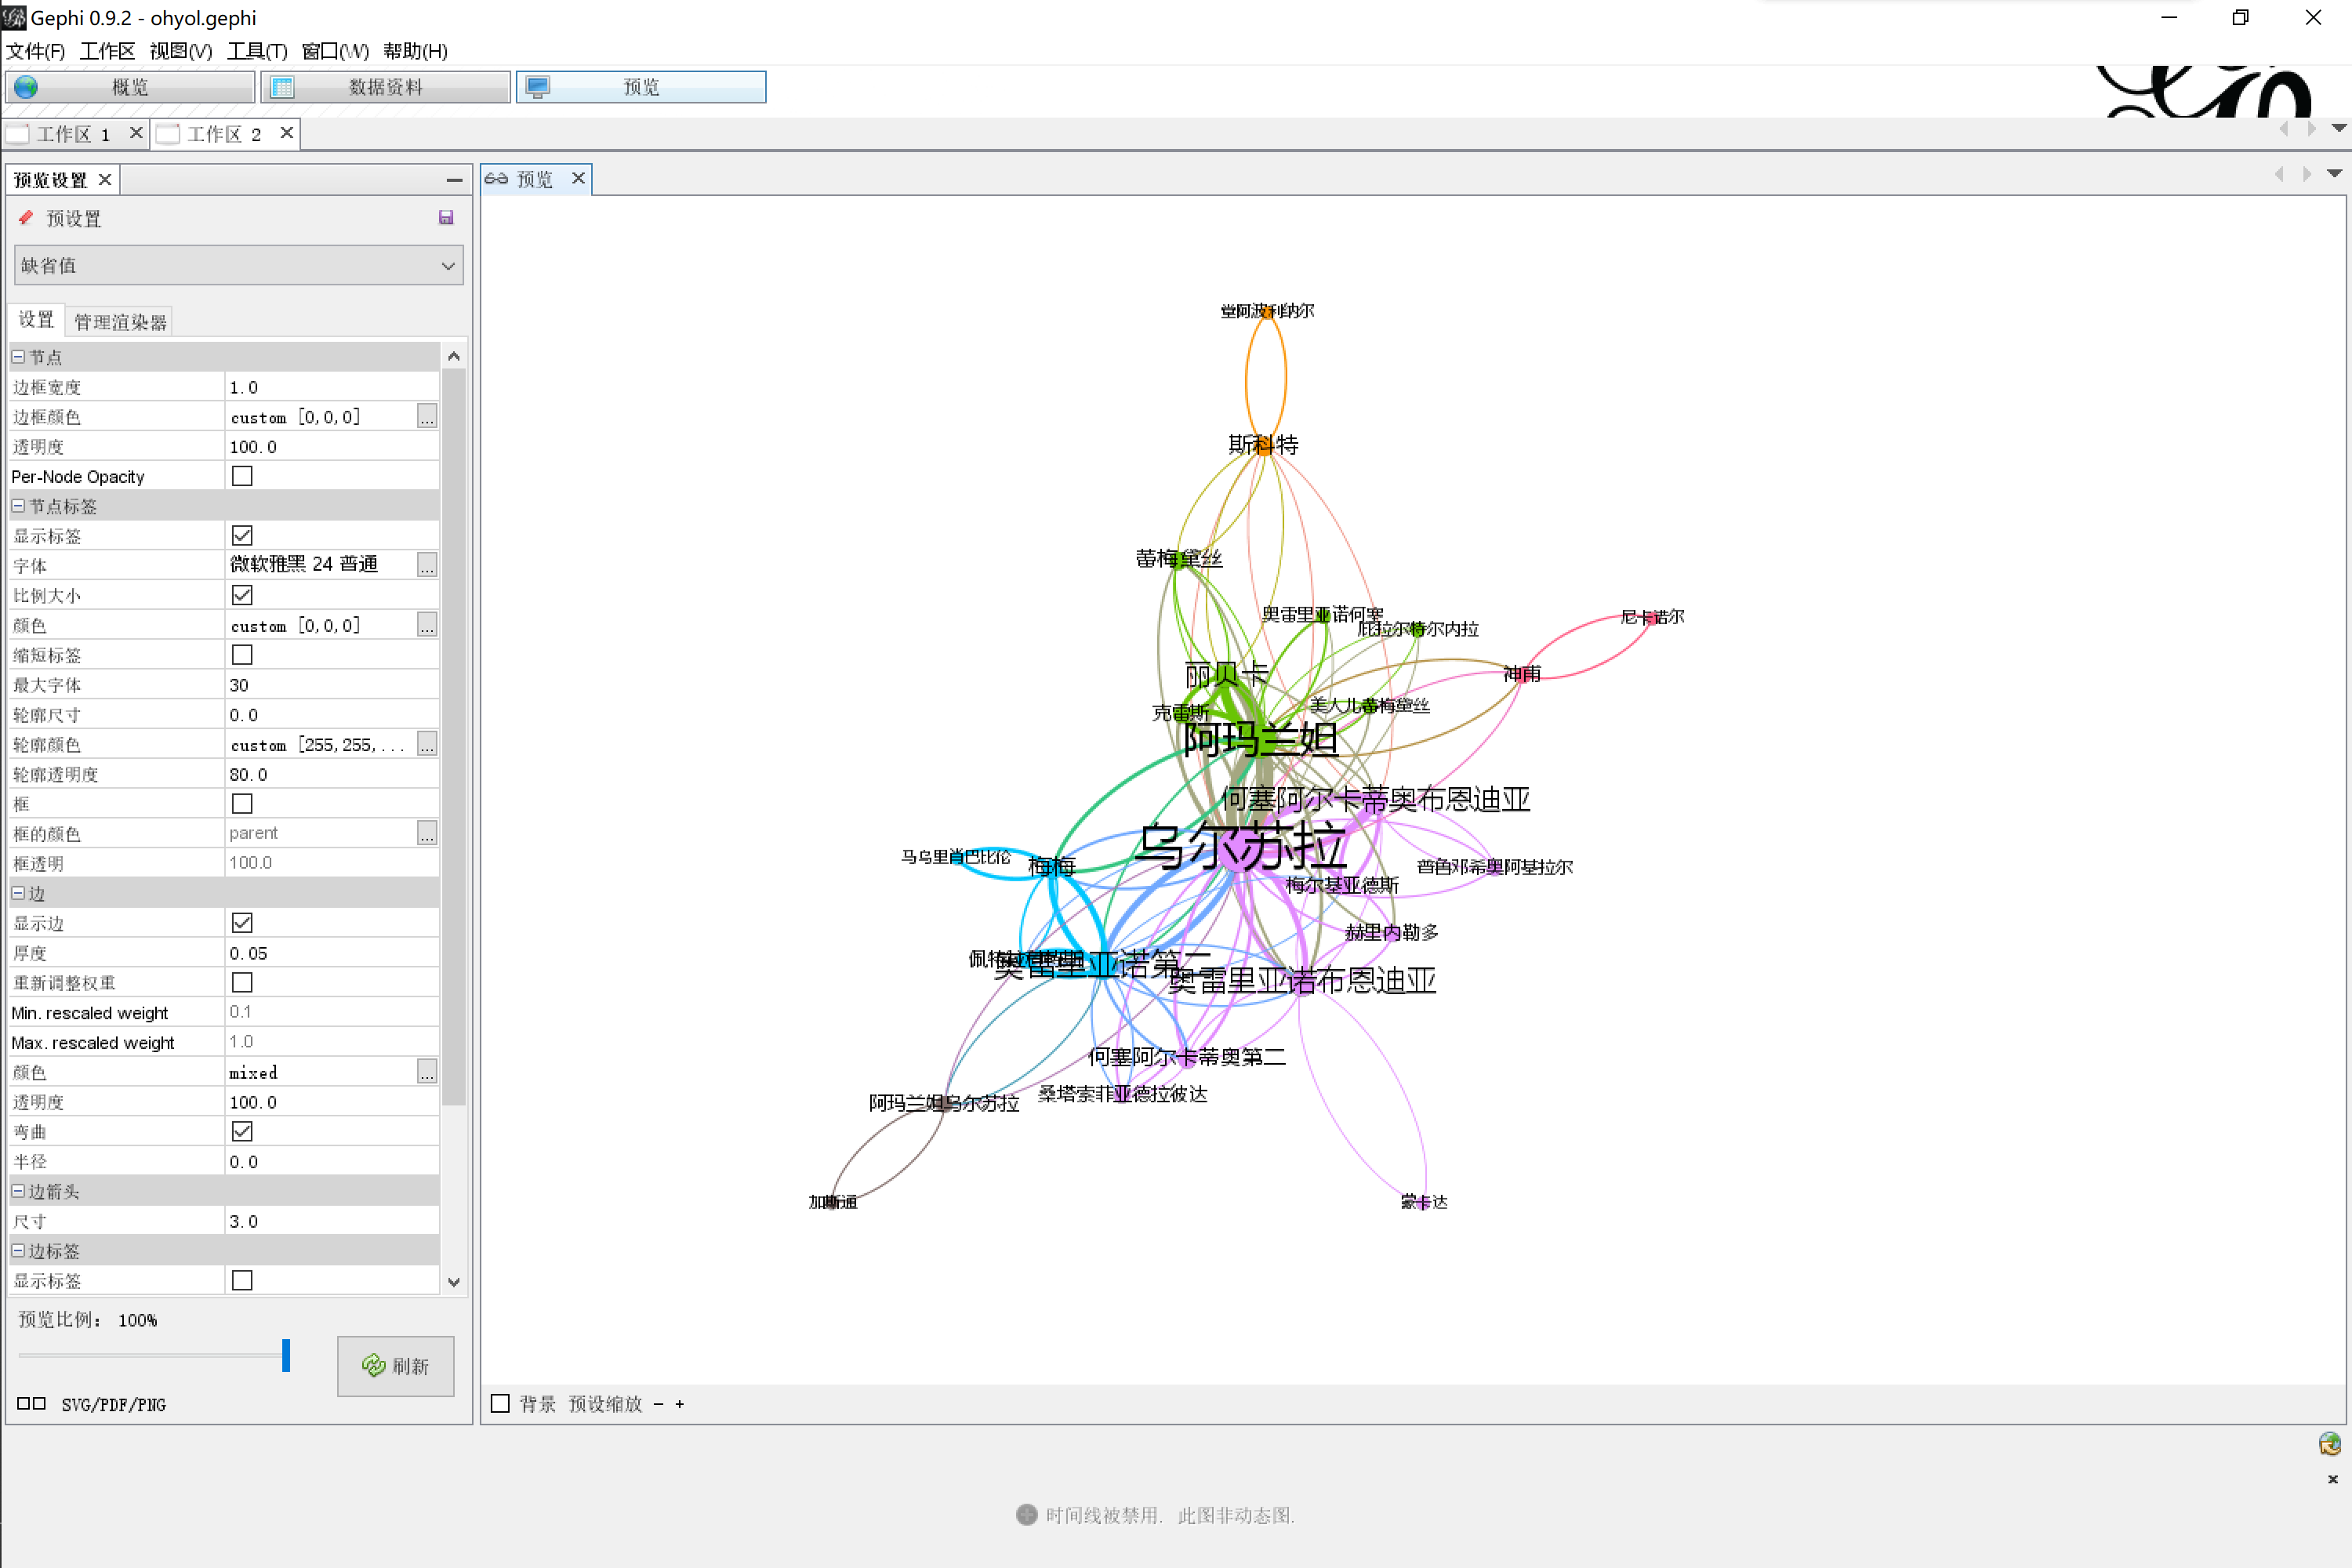 Gephi 0.9.2 - ohyol.gephi
文件(F) 工作区 视图(V) 工具(T) 窗口(W) 帮助(H)
概览 数据资料 预览
工作区 1 工作区 2
预览设置
预设置
缺省值
设置 管理渲染器
节点
边框宽度 1.0
边框颜色 custom [0,0,0] ...
透明度 100.0
Per-Node Opacity
节点标签
显示标签
字体 微软雅黑 24 普通 ...
比例大小
颜色 custom [0,0,0] ...
缩短标签
最大字体 30
轮廓尺寸 0.0
轮廓颜色 custom [255,255,... ...
轮廓透明度 80.0
框
框的颜色 parent ...
框透明 100.0
边
显示边
厚度 0.05
重新调整权重
Min. rescaled weight 0.1
Max. rescaled weight 1.0
颜色 mixed ...
透明度 100.0
弯曲
半径 0.0
边箭头
尺寸 3.0
边标签
显示标签
预览比例： 100%
刷新
SVG/PDF/PNG
预览
堂阿波利纳尔
斯科特
蕾梅黛丝
奥雷里亚诺何塞
庇拉尔特尔内拉
尼卡诺尔
丽贝卡
神甫
克雷斯
美人儿蕾梅黛丝
阿玛兰妲
何塞阿尔卡蒂奥布恩迪亚
乌尔苏拉
马乌里肖巴比伦
梅梅
普鲁邓希奥阿基拉尔
梅尔基亚德斯
赫里内勒多
奥雷里亚诺第二
奥雷里亚诺布恩迪亚
何塞阿尔卡蒂奥第二
桑塔索菲亚德拉彼达
阿玛兰妲乌尔苏拉
加斯通
蒙卡达
背景 预设缩放 - +
时间线被禁用. 此图非动态图.